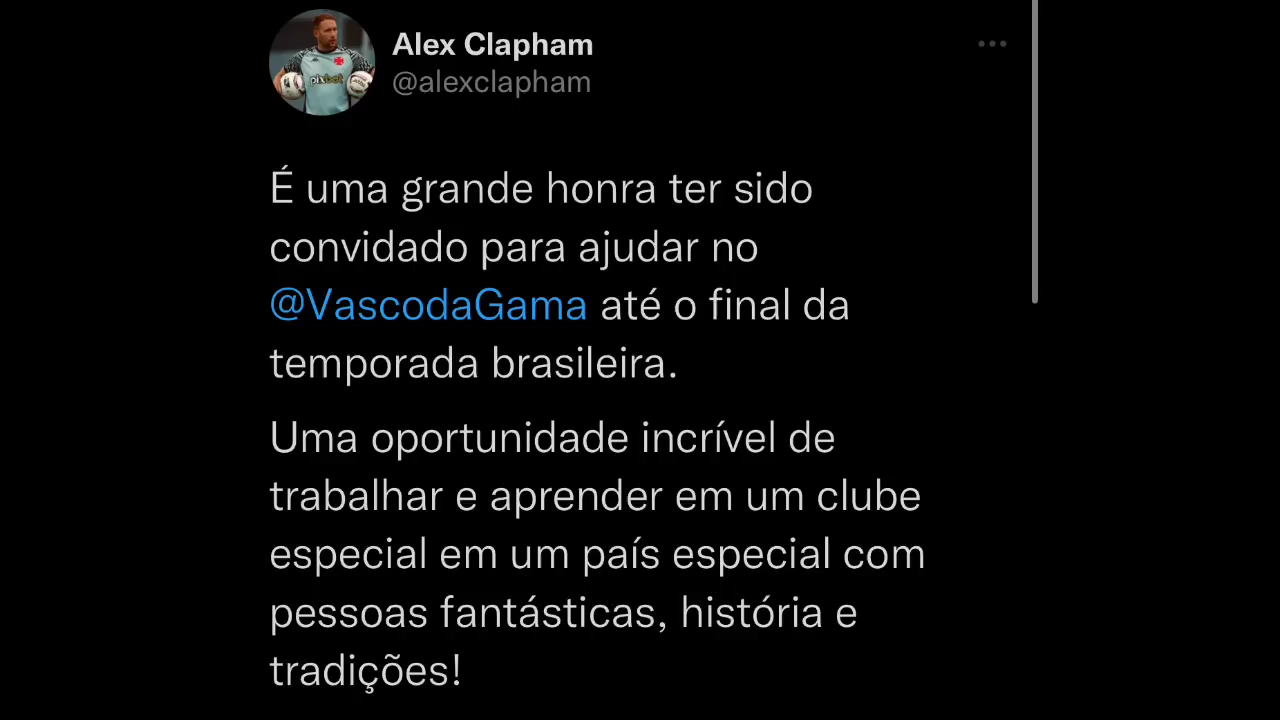 Alex Clapham
@alexclapham
pixbet
É uma grande honra ter sido
convidado para ajudar no
@VascodaGama até o final da
temporada brasileira.
Uma oportunidade incrível de
trabalhar e aprender em um clube
especial em um país especial com
pessoas fantásticas, história e
tradições!